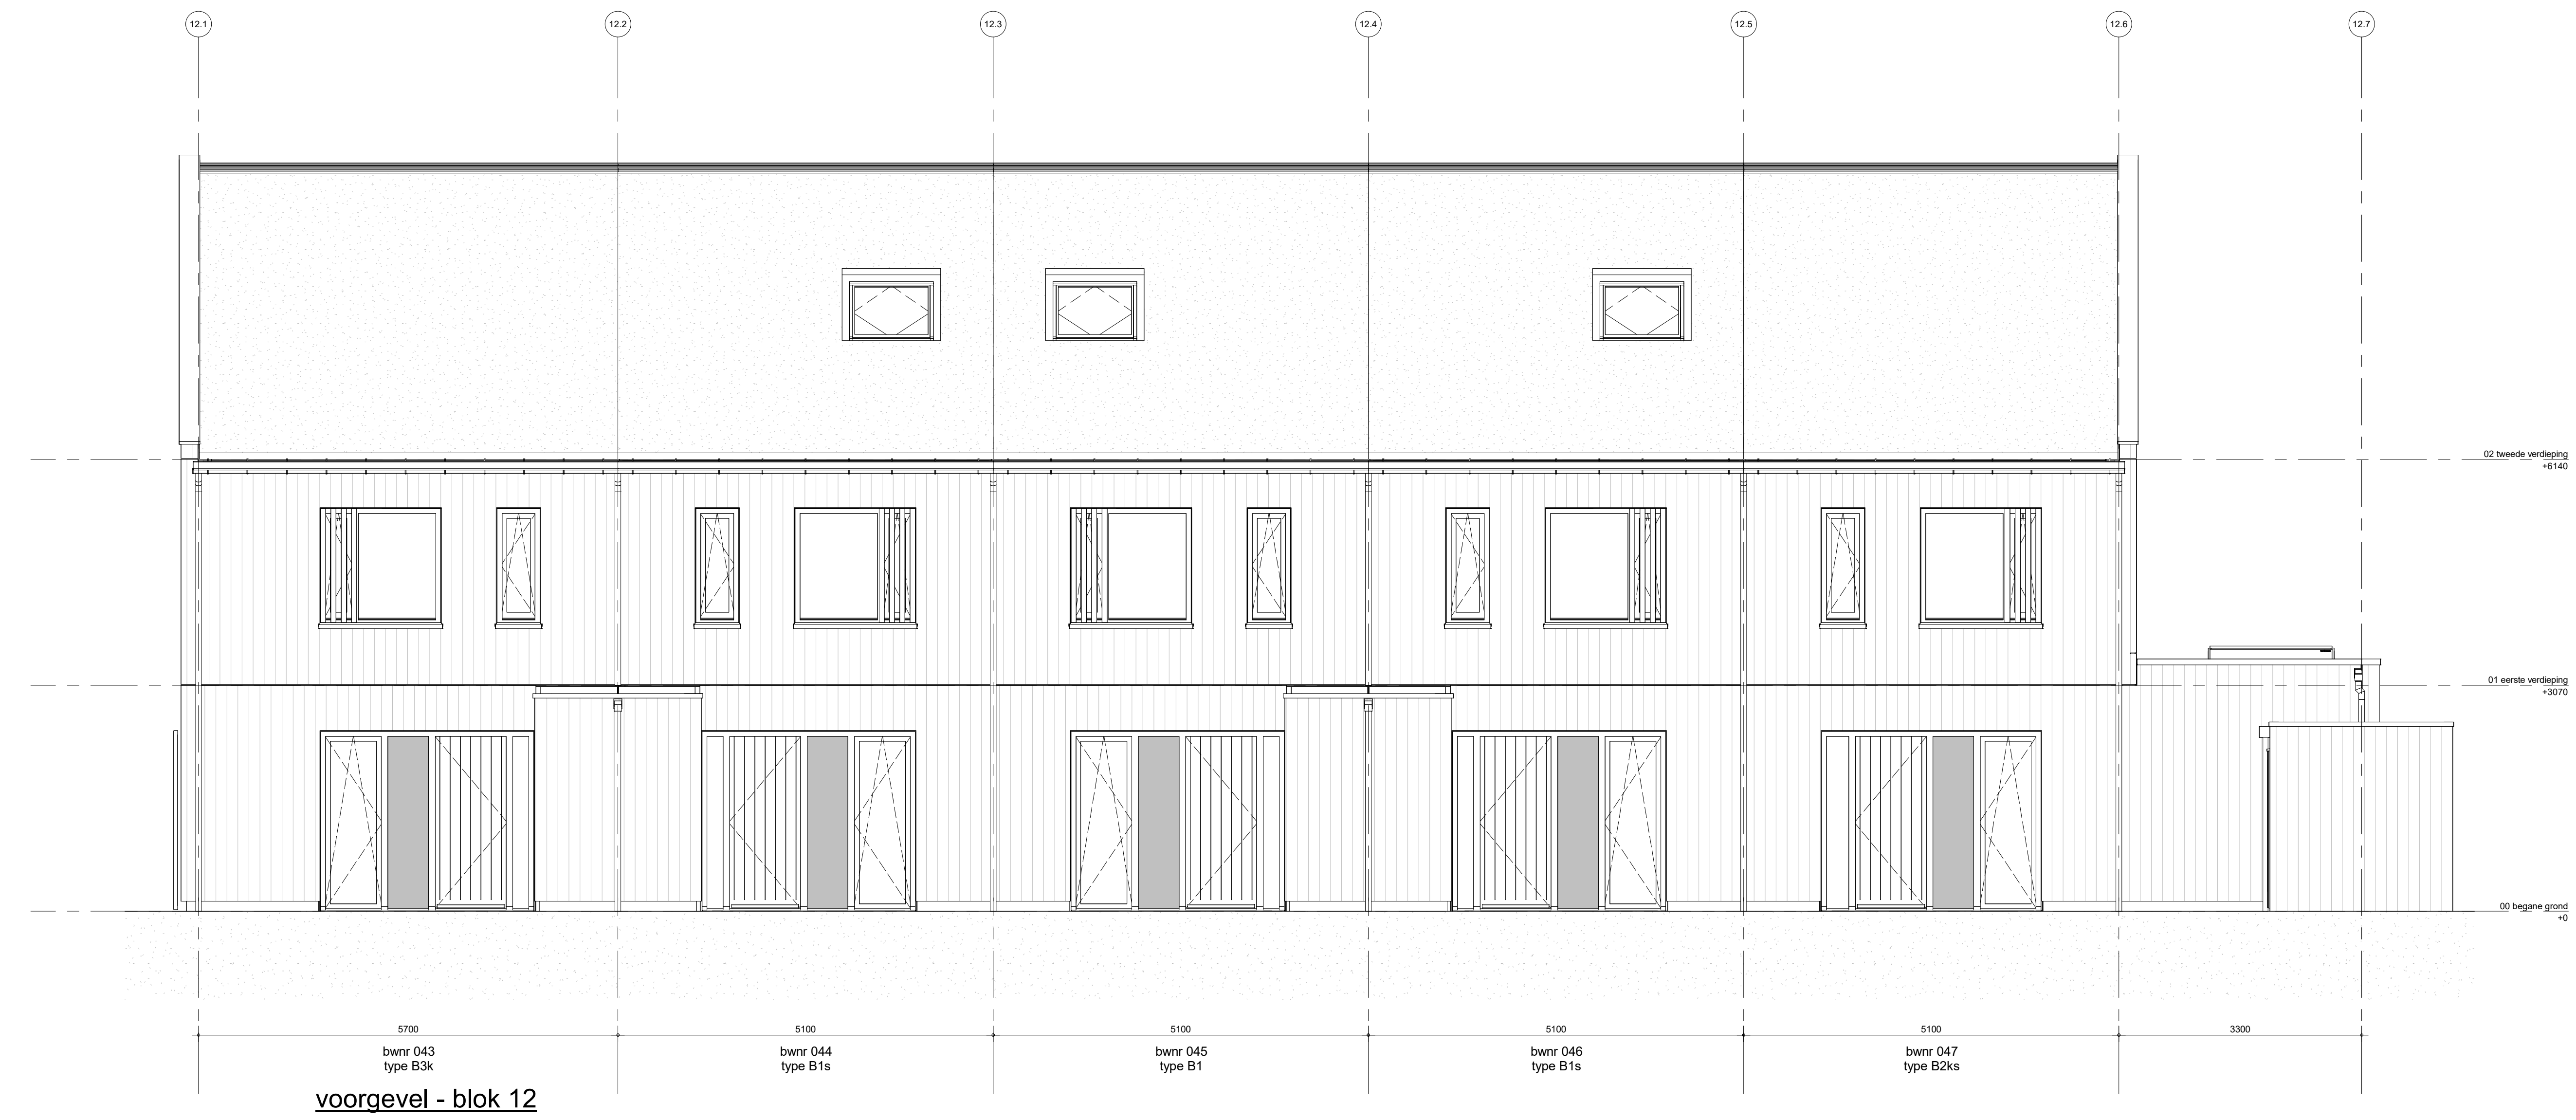 12.1
12.2
12.3
12.4
12.5
12.6
12.7
02 tweede verdieping
+6140
01 eerste verdieping
+3070
00 begane grond
+0
5700
5100
5100
5100
5100
3300
bwnr 043
type B3k
bwnr 044
type B1s
bwnr 045
type B1
bwnr 046
type B1s
bwnr 047
type B2ks
voorgevel - blok 12